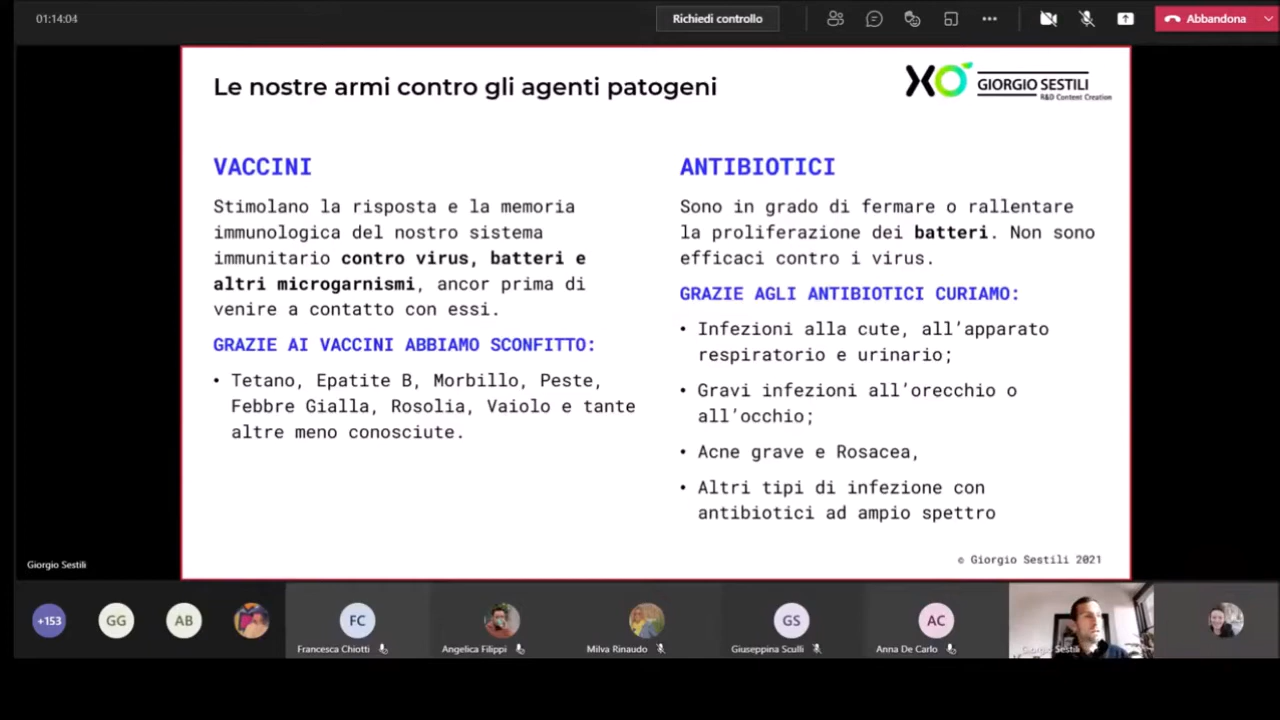 01:14:04
Richiedi controllo
Abbandona
Le nostre armi contro gli agenti patogeni
XO
GIORGIO SESTILI
R&D Content Creation
VACCINI
Stimolano la risposta e la memoria
immunologica del nostro sistema
immunitario contro virus, batteri e
altri microgarnismi, ancor prima di
venire a contatto con essi.
GRAZIE AI VACCINI ABBIAMO SCONFITTO:
• Tetano, Epatite B, Morbillo, Peste,
Febbre Gialla, Rosolia, Vaiolo e tante
altre meno conosciute.
ANTIBIOTICI
Sono in grado di fermare o rallentare
la proliferazione dei batteri. Non sono
efficaci contro i virus.
GRAZIE AGLI ANTIBIOTICI CURIAMO:
• Infezioni alla cute, all’apparato
respiratorio e urinario;
• Gravi infezioni all’orecchio o
all’occhio;
• Acne grave e Rosacea,
• Altri tipi di infezione con
antibiotici ad ampio spettro
© Giorgio Sestili 2021
Giorgio Sestili
+153
GG
AB
FC
Francesca Chiotti
Angelica Filippi
Milva Rinaudo
GS
Giuseppina Sculli
AC
Anna De Carlo
Giorgio Sestili